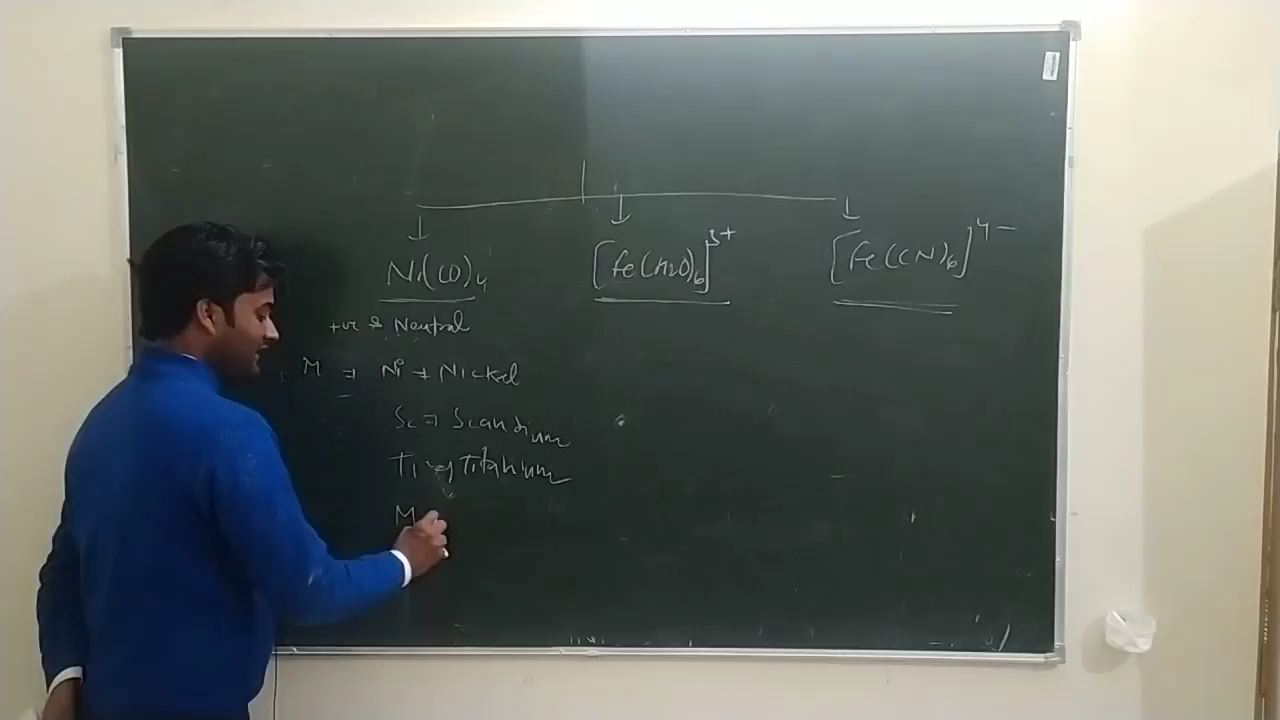 Ni(CO)4 [Fe(H2O)6]3+ [Fe(CN)6]4-
+ve & Neutral
M = Ni → Nickel
Sc → Scandium
Ti → Titanium
M